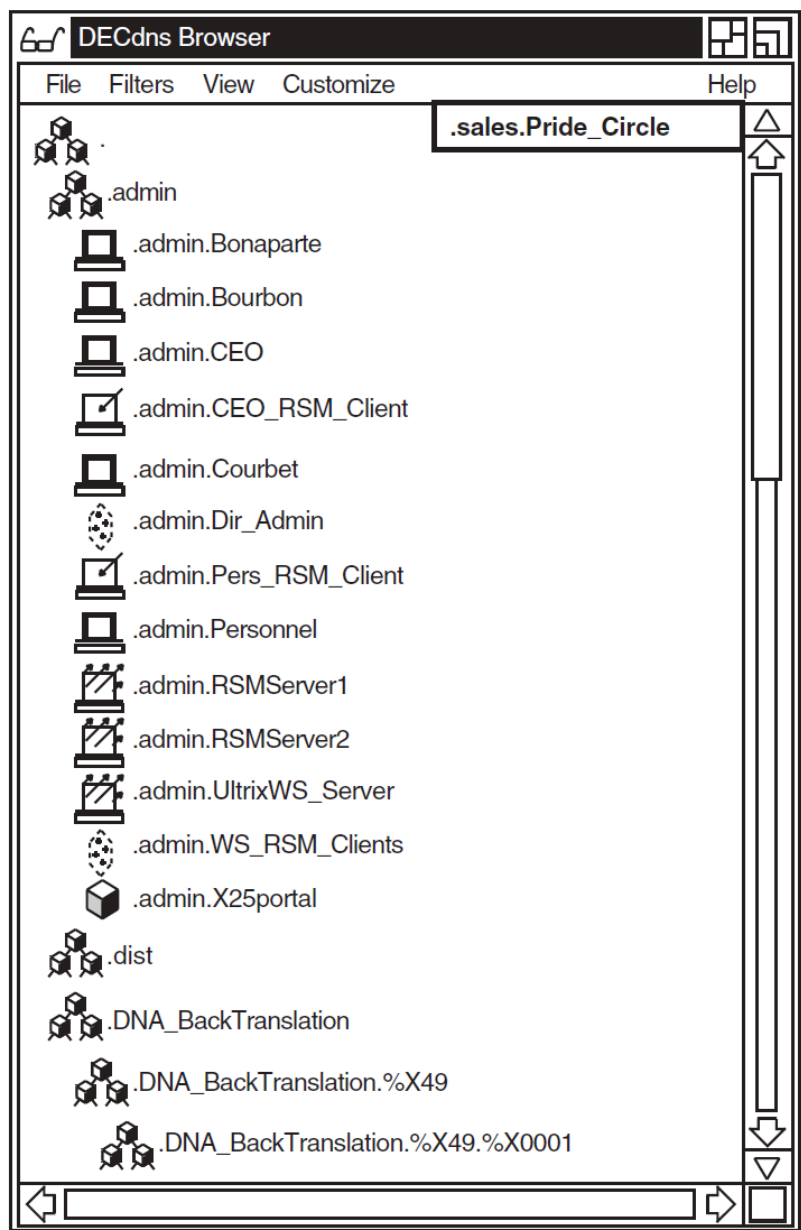 DECdns Browser
File Filters View Customize Help
.sales.Pride_Circle
.
.admin
.admin.Bonaparte
.admin.Bourbon
.admin.CEO
.admin.CEO_RSM_Client
.admin.Courbet
.admin.Dir_Admin
.admin.Pers_RSM_Client
.admin.Personnel
.admin.RSMServer1
.admin.RSMServer2
.admin.UltrixWS_Server
.admin.WS_RSM_Clients
.admin.X25portal
.dist
.DNA_BackTranslation
.DNA_BackTranslation.%X49
.DNA_BackTranslation.%X49.%X0001